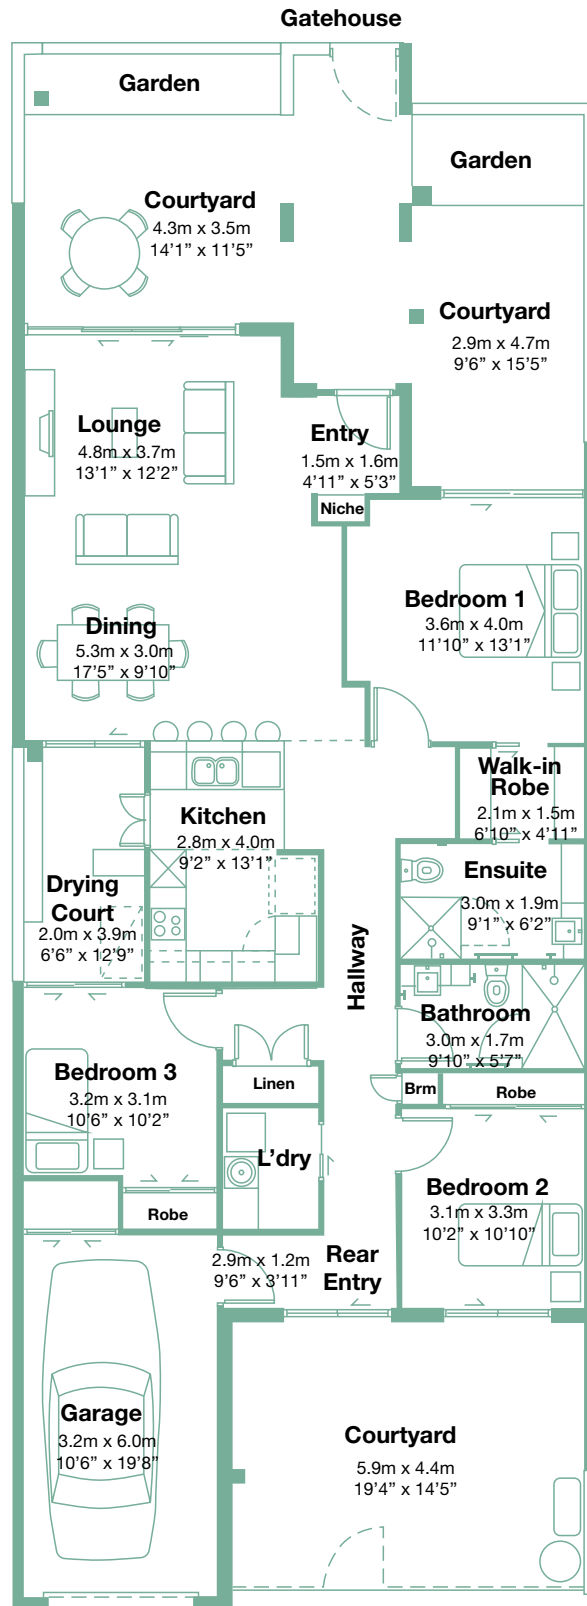 Gatehouse
Garden
Garden
Courtyard
4.3m x 3.5m
14’1” x 11’5”
Courtyard
2.9m x 4.7m
9’6” x 15’5”
Lounge
4.8m x 3.7m
13’1” x 12’2”
Entry
1.5m x 1.6m
4’11” x 5’3”
Niche
Bedroom 1
3.6m x 4.0m
11’10” x 13’1”
Dining
5.3m x 3.0m
17’5” x 9’10”
Walk-in
Robe
2.1m x 1.5m
6’10” x 4’11”
Kitchen
2.8m x 4.0m
9’2” x 13’1”
Ensuite
3.0m x 1.9m
9’1” x 6’2”
Drying
Court
2.0m x 3.9m
6’6” x 12’9”
Hallway
Bathroom
3.0m x 1.7m
9’10” x 5’7”
Bedroom 3
3.2m x 3.1m
10’6” x 10’2”
Linen
Brm
Robe
L’dry
Bedroom 2
3.1m x 3.3m
10’2” x 10’10”
Robe
2.9m x 1.2m
9’6” x 3’11”
Rear
Entry
Garage
3.2m x 6.0m
10’6” x 19’8”
Courtyard
5.9m x 4.4m
19’4” x 14’5”